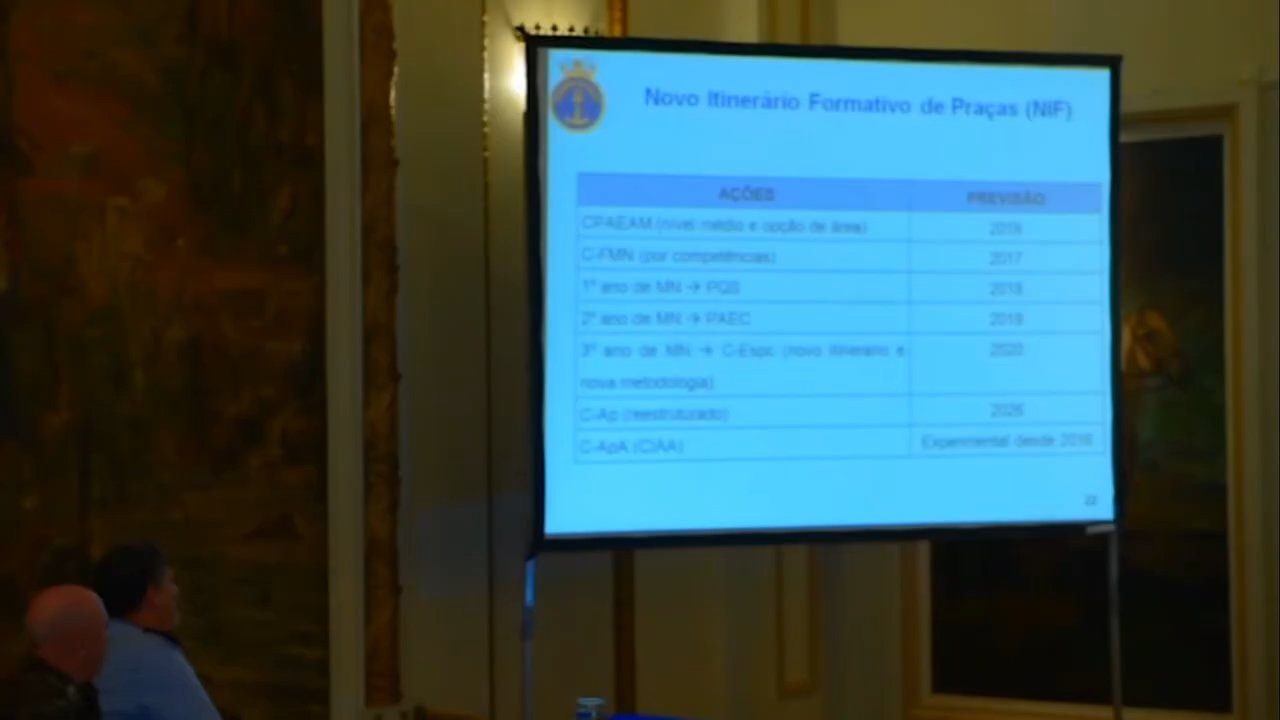 Novo Itinerário Formativo de Praças (NIF)
AÇÕES PREVISÃO
CPAEAM (nível médio e opção de área)
C-FMN (por competências) 2017
1º ano de MN → PQS 2018
2º ano de MN → PAEC 2019
3º ano de MN → C-Espc (novo itinerário e 2020
nova metodologia)
C-Ap (reestruturado) 2026
C-ApA (CIAA) Experimental desde
22